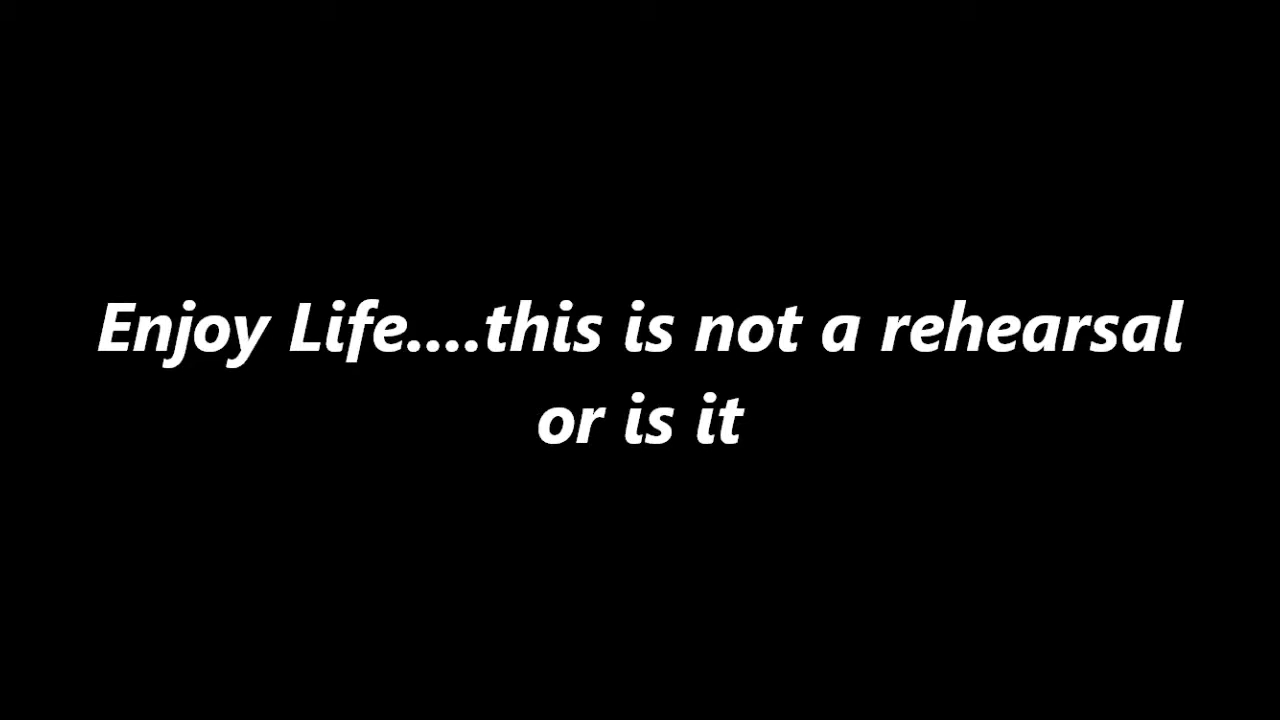 Enjoy Life....this is not a rehearsal
or is it